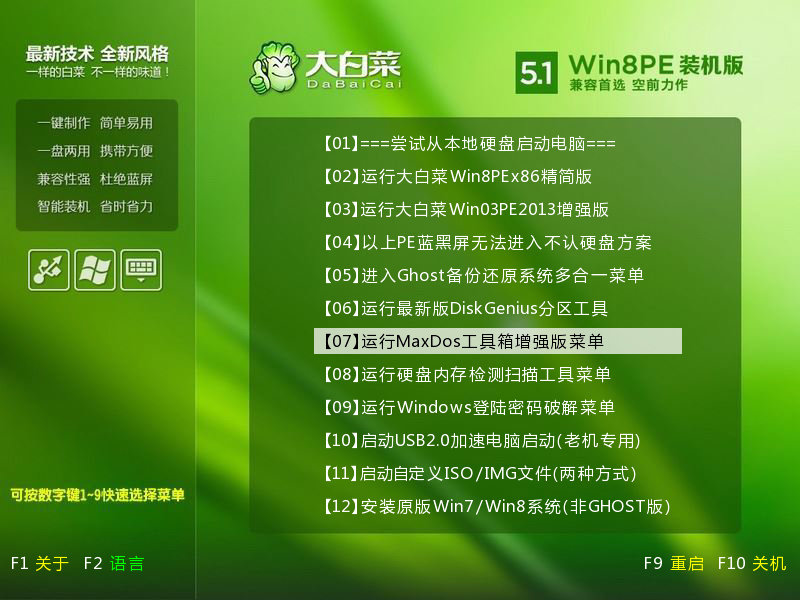 最新技术 全新风格
一样的白菜 不一样的味道！
大白菜
DaBaiCai
5.1 Win8PE装机版
兼容首选 空前力作
一键制作 简单易用
一盘两用 携带方便
兼容性强 杜绝蓝屏
智能装机 省时省力
【01】===尝试从本地硬盘启动电脑===
【02】运行大白菜Win8PEx86精简版
【03】运行大白菜Win03PE2013增强版
【04】以上PE蓝黑屏无法进入不认硬盘方案
【05】进入Ghost备份还原系统多合一菜单
【06】运行最新版DiskGenius分区工具
【07】运行MaxDos工具箱增强版菜单
【08】运行硬盘内存检测扫描工具菜单
【09】运行Windows登陆密码破解菜单
【10】启动USB2.0加速电脑启动(老机专用)
【11】启动自定义ISO/IMG文件(两种方式)
【12】安装原版Win7/Win8系统(非GHOST版)
可按数字键1~9快速选择菜单
F1 关于 F2 语言 F9 重启 F10 关机